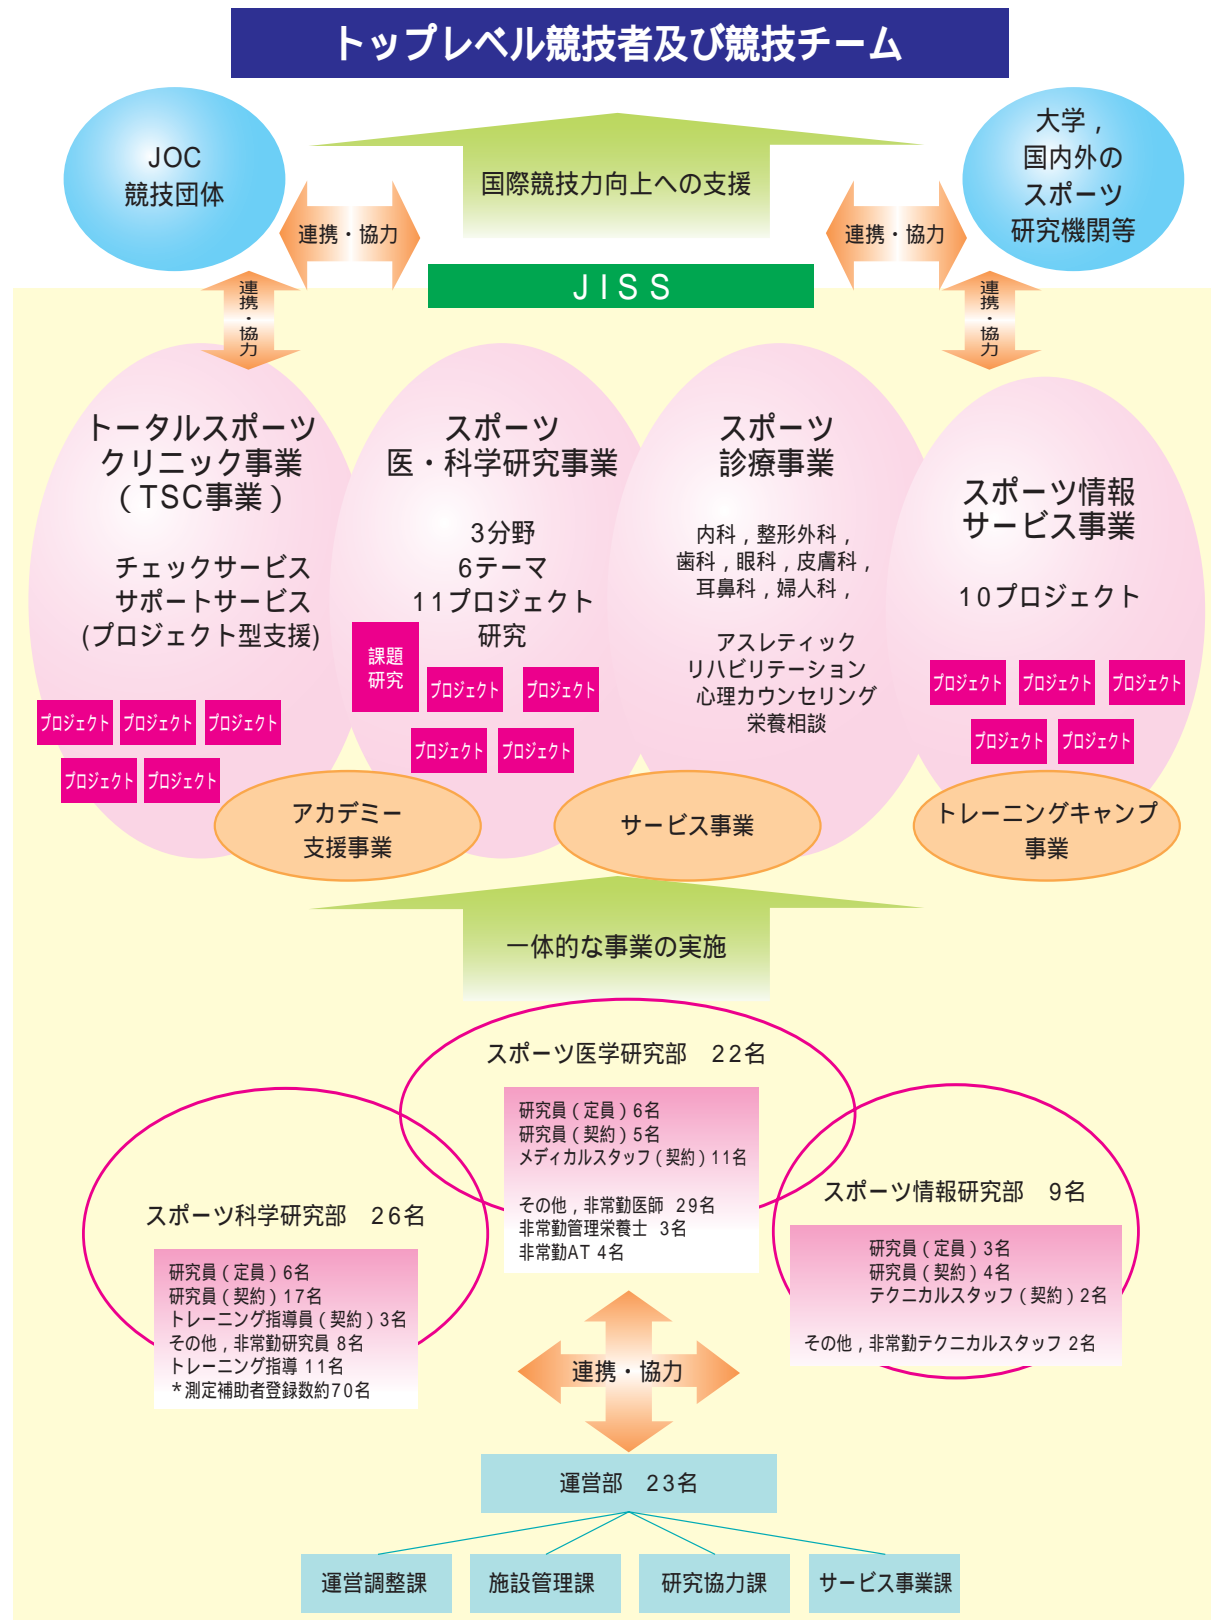 トップレベル競技者及び競技チーム
JOC
競技団体
国際競技力向上への支援
大学，
国内外の
スポーツ
研究機関等
連携・協力
連携・協力
JISS
連携・協力
連携・協力
トータルスポーツ
クリニック事業
（TSC事業）
チェックサービス
サポートサービス
(プロジェクト型支援)
プロジェクト
プロジェクト
プロジェクト
プロジェクト
プロジェクト
スポーツ
医・科学研究事業
3分野
6テーマ
11プロジェクト
研究
課題
研究
プロジェクト
プロジェクト
プロジェクト
プロジェクト
スポーツ
診療事業
内科，整形外科，
歯科，眼科，皮膚科，
耳鼻科，婦人科，
アスレティック
リハビリテーション
心理カウンセリング
栄養相談
スポーツ情報
サービス事業
10プロジェクト
プロジェクト
プロジェクト
プロジェクト
プロジェクト
プロジェクト
アカデミー
支援事業
サービス事業
トレーニングキャンプ
事業
一体的な事業の実施
スポーツ医学研究部　22名
研究員（定員）6名
研究員（契約）5名
メディカルスタッフ（契約）11名
その他，非常勤医師 29名
非常勤管理栄養士 3名
非常勤AT 4名
スポーツ科学研究部　26名
研究員（定員）6名
研究員（契約）17名
トレーニング指導員（契約）3名
その他，非常勤研究員 8名
トレーニング指導 11名
＊測定補助者登録数約70名
スポーツ情報研究部　9名
研究員（定員）3名
研究員（契約）4名
テクニカルスタッフ（契約）2名
その他，非常勤テクニカルスタッフ 2名
連携・協力
運営部　23名
運営調整課
施設管理課
研究協力課
サービス事業課